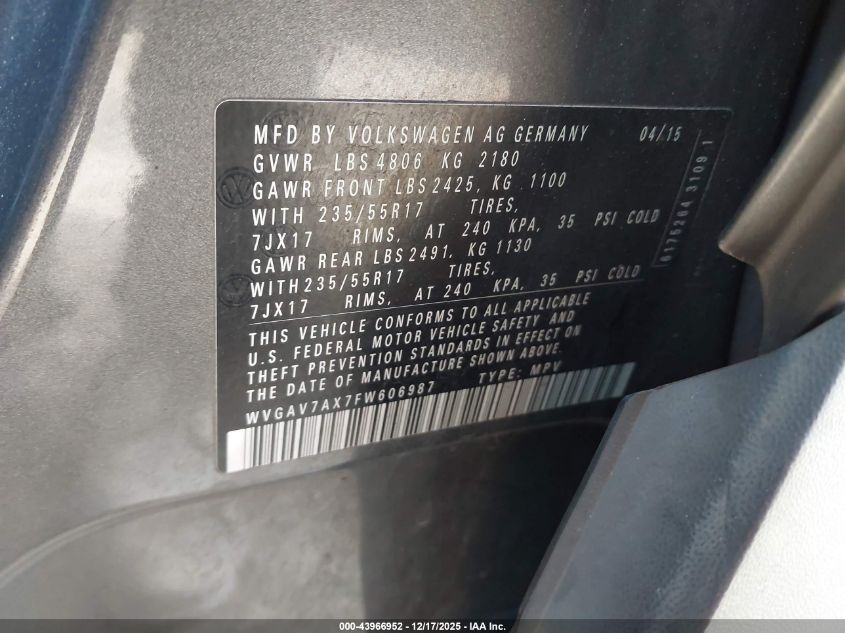 MFD BY VOLKSWAGEN AG GERMANY 04/15
GVWR LBS 4806 KG 2180
GAWR FRONT LBS 2425, KG 1100
WITH 235/55R17 TIRES,
7JX17 RIMS, AT 240 KPA, 35 PSI COLD
GAWR REAR LBS 2491, KG 1130
WITH 235/55R17 TIRES,
7JX17 RIMS, AT 240 KPA, 35 PSI COLD
THIS VEHICLE CONFORMS TO ALL APPLICABLE
U.S. FEDERAL MOTOR VEHICLE SAFETY AND
THEFT PREVENTION STANDARDS IN EFFECT ON
THE DATE OF MANUFACTURE SHOWN ABOVE.
WVGAV7AX7FW606987 TYPE: MPV
3109 1
000-43966952 - 12/17/2025 - IAA Inc.